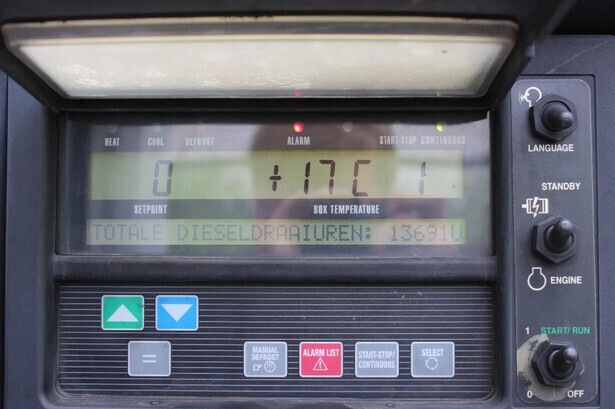 HEAT COOL DEFROST ALARM START-STOP CONTINUOUS
0 +17C 1
SETPOINT BOX TEMPERATURE
TOTALE DIESELDRAAIUREN: 13691U
MANUAL DEFROST
ALARM LIST
START-STOP/ CONTINUOUS
SELECT
=
LANGUAGE
STANDBY
ENGINE
1 START/RUN
0 OFF